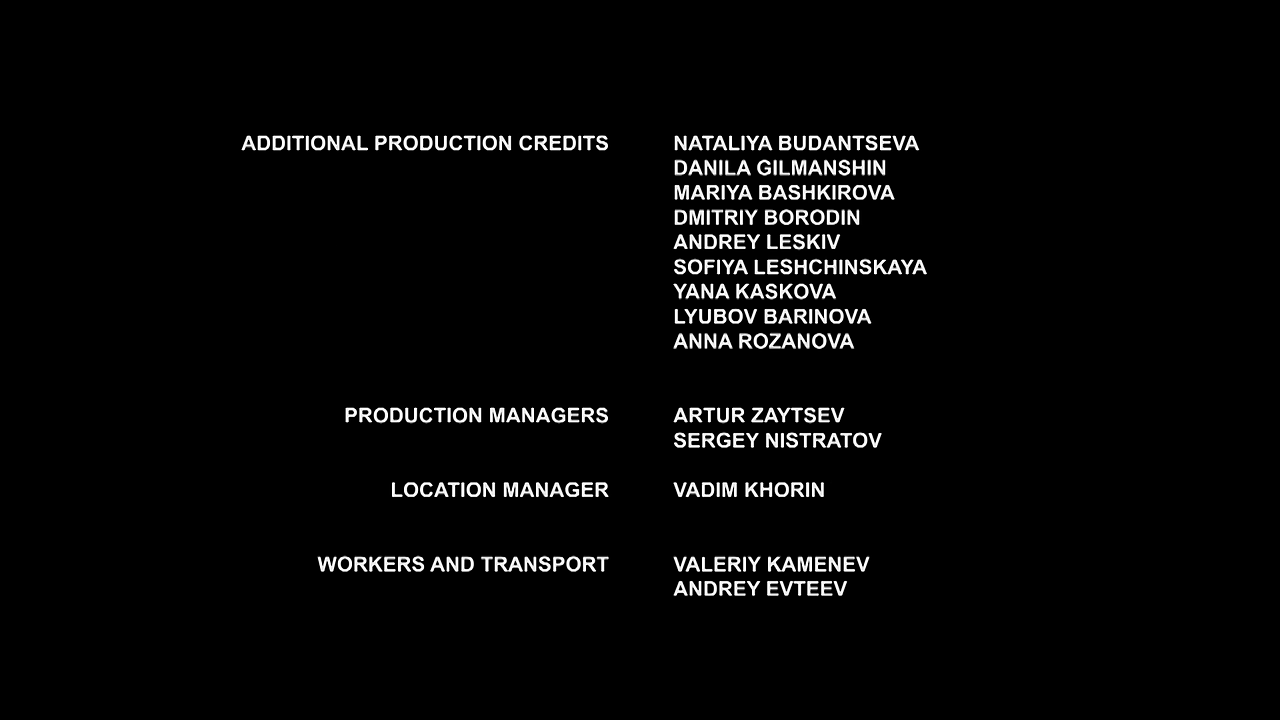 ADDITIONAL PRODUCTION CREDITS NATALIYA BUDANTSEVA
DANILA GILMANSHIN
MARIYA BASHKIROVA
DMITRIY BORODIN
ANDREY LESKIV
SOFIYA LESHCHINSKAYA
YANA KASKOVA
LYUBOV BARINOVA
ANNA ROZANOVA
PRODUCTION MANAGERS ARTUR ZAYTSEV
SERGEY NISTRATOV
LOCATION MANAGER VADIM KHORIN
WORKERS AND TRANSPORT VALERIY KAMENEV
ANDREY EVTEEV